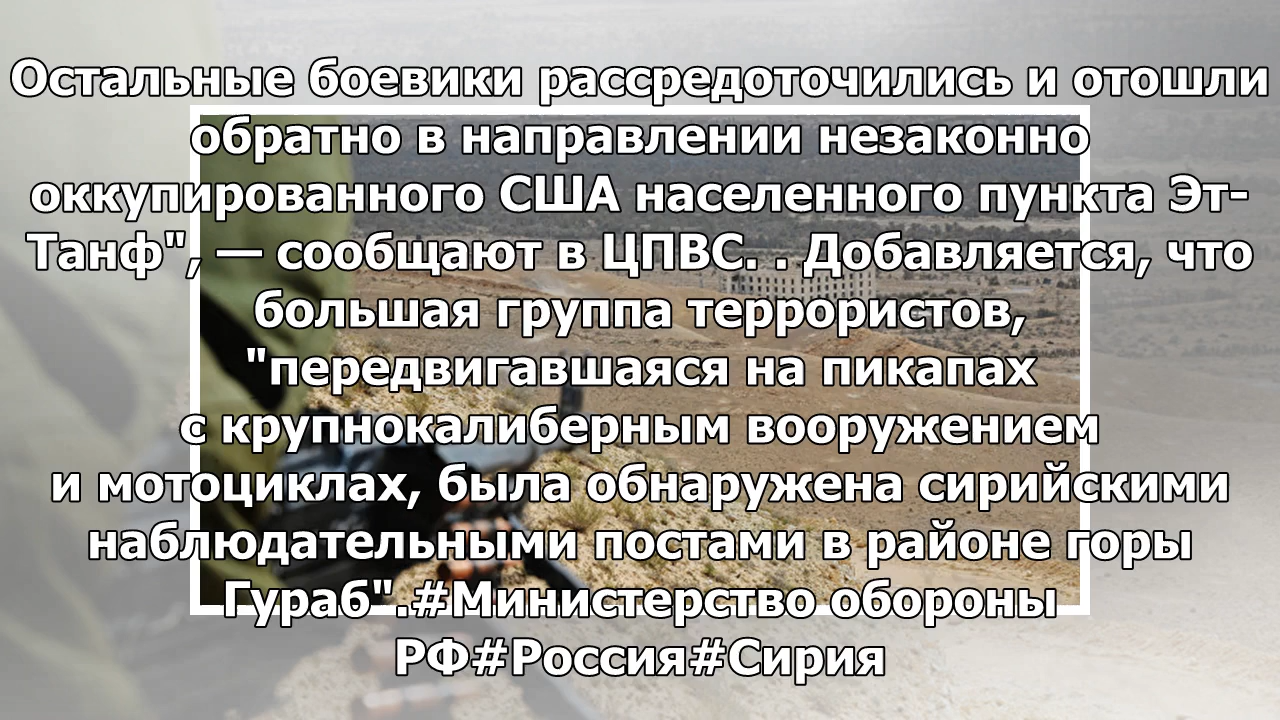 Остальные боевики рассредоточились и отошли
обратно в направлении незаконно
оккупированного США населенного пункта Эт-
Танф", — сообщают в ЦПВС. . Добавляется, что
большая группа террористов,
"передвигавшаяся на пикапах
с крупнокалиберным вооружением
и мотоциклах, была обнаружена сирийскими
наблюдательными постами в районе горы
Гураб".#Министерство обороны
РФ#Россия#Сирия